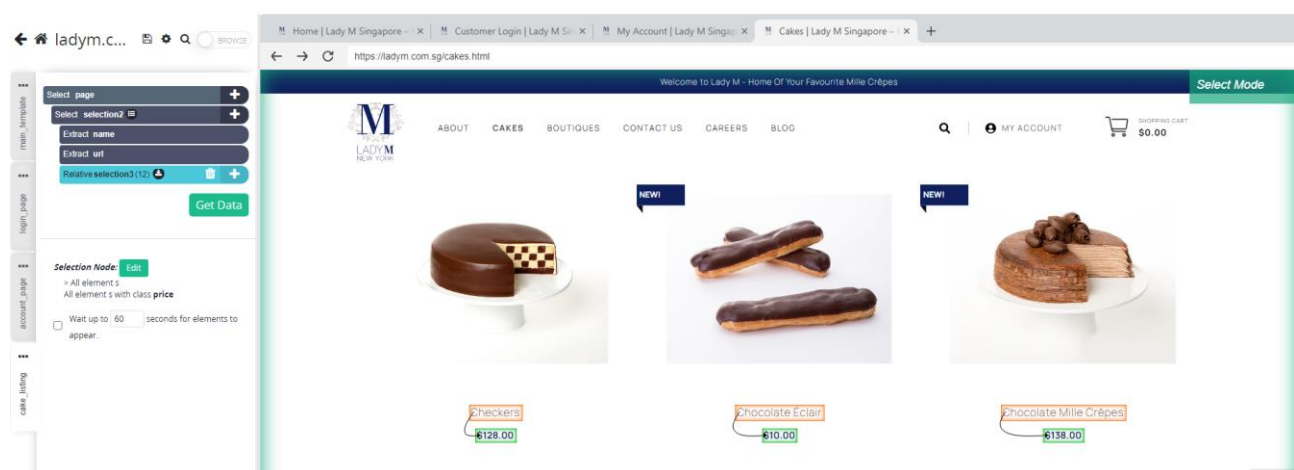 ladym.c...
BROWSE
Home | Lady M Singapore –
Customer Login | Lady M Sin
My Account | Lady M Singap
Cakes | Lady M Singapore –
https://ladym.com.sg/cakes.html
Welcome to Lady M - Home Of Your Favourite Mille Crêpes
Select Mode
main_template
login_page
account_page
cake_listing
Select page
Select selection2
Extract name
Extract url
Relative selection3 (12)
Get Data
Selection Node: Edit
> All element s
All element s with class price
Wait up to 60 seconds for elements to
appear.
M
LADY M
NEW YORK
ABOUT CAKES BOUTIQUES CONTACT US CAREERS BLOG
MY ACCOUNT
SHOPPING CART
$0.00
NEW!
NEW!
Checkers
Chocolate Eclair
Chocolate Mille Crêpes
$128.00
$10.00
$138.00